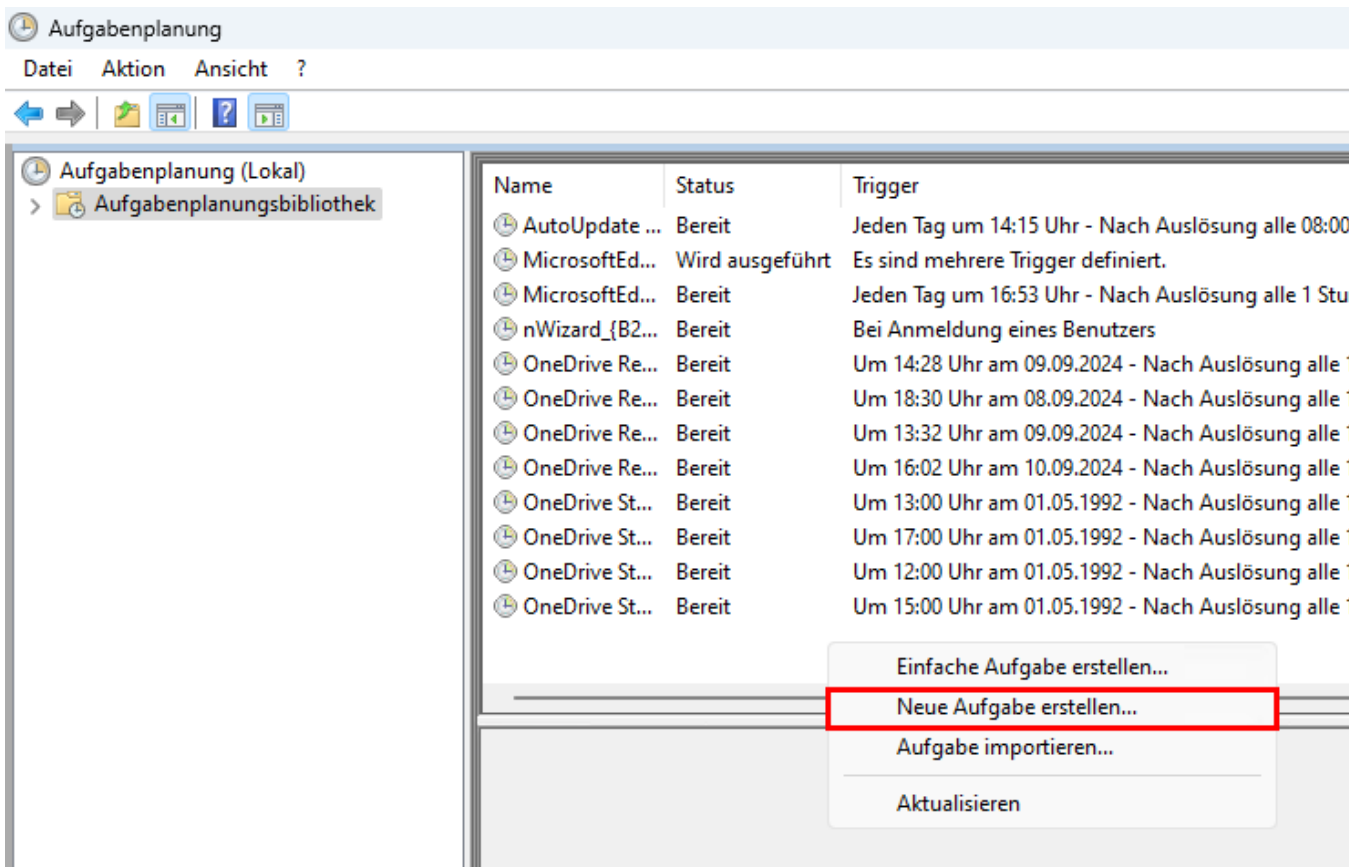 Aufgabenplanung
Datei Aktion Ansicht ?
Aufgabenplanung (Lokal)
Aufgabenplanungsbibliothek
Name Status Trigger
AutoUpdate ... Bereit Jeden Tag um 14:15 Uhr - Nach Auslösung alle 08:00
MicrosoftEd... Wird ausgeführt Es sind mehrere Trigger definiert.
MicrosoftEd... Bereit Jeden Tag um 16:53 Uhr - Nach Auslösung alle 1 Stu
nWizard_{B2... Bereit Bei Anmeldung eines Benutzers
OneDrive Re... Bereit Um 14:28 Uhr am 09.09.2024 - Nach Auslösung alle 1
OneDrive Re... Bereit Um 18:30 Uhr am 08.09.2024 - Nach Auslösung alle 1
OneDrive Re... Bereit Um 13:32 Uhr am 09.09.2024 - Nach Auslösung alle 1
OneDrive Re... Bereit Um 16:02 Uhr am 10.09.2024 - Nach Auslösung alle 1
OneDrive St... Bereit Um 13:00 Uhr am 01.05.1992 - Nach Auslösung alle 1
OneDrive St... Bereit Um 17:00 Uhr am 01.05.1992 - Nach Auslösung alle 1
OneDrive St... Bereit Um 12:00 Uhr am 01.05.1992 - Nach Auslösung alle 1
OneDrive St... Bereit Um 15:00 Uhr am 01.05.1992 - Nach Auslösung alle 1
Einfache Aufgabe erstellen...
Neue Aufgabe erstellen...
Aufgabe importieren...
Aktualisieren